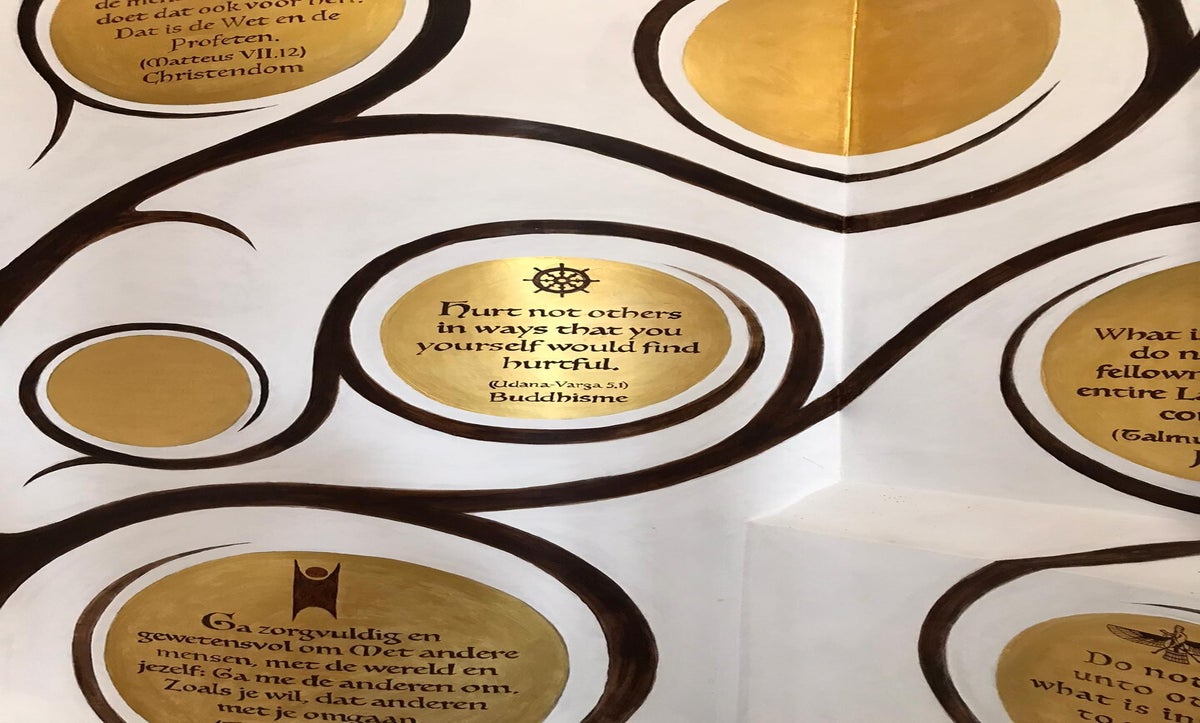 doet dat ook voor hen.
Dat is de Wet en de
Profeten.
(Matteus VII.12)
Christendom
Hurt not others
in ways that you
yourself would find
hurtful.
(Udana-Varga 5,1)
Buddhisme
What
do
entire
Ga zorgvuldig en
gewetensvol om Met andere
mensen, met de wereld en
jezelf: Ga me de anderen om.
Zoals je wil, dat anderen
met je omgaan
Do not
unto
what is